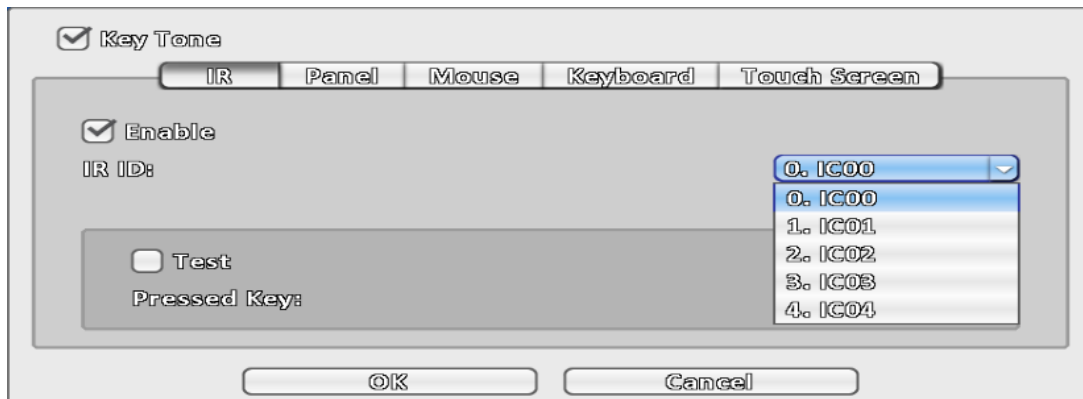 Key Tone
IR Panel Mouse Keyboard Touch Screen
Enable
IR ID: 0. IC00
0. IC00
1. IC01
2. IC02
3. IC03
4. IC04
Test
Pressed Key:
OK Cancel